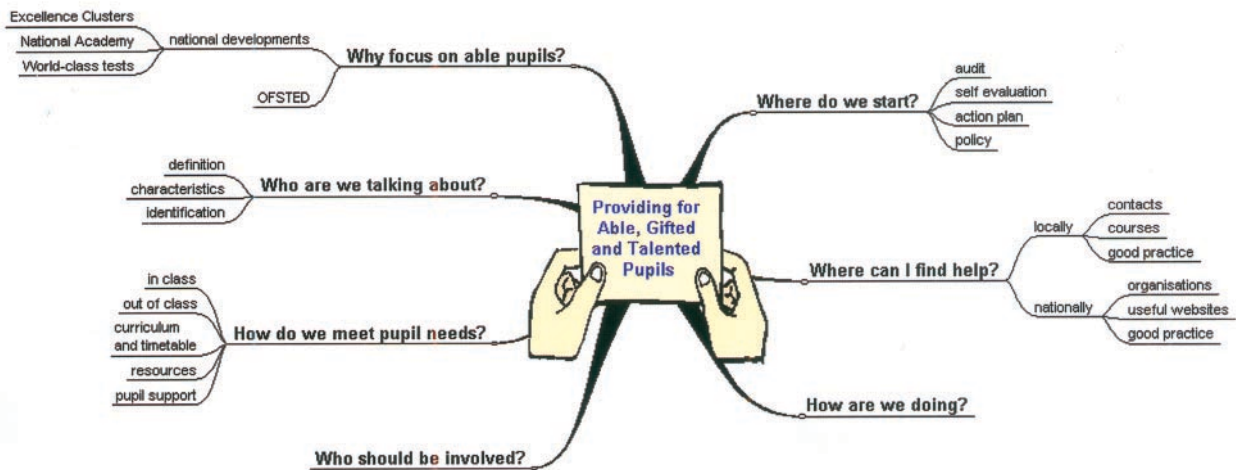 Providing for
Able, Gifted
and Talented
Pupils
Why focus on able pupils?
national developments
Excellence Clusters
National Academy
World-class tests
OFSTED
Who are we talking about?
definition
characteristics
identification
How do we meet pupil needs?
in class
out of class
curriculum
and timetable
resources
pupil support
Who should be involved?
Where do we start?
audit
self evaluation
action plan
policy
Where can I find help?
locally
contacts
courses
good practice
nationally
organisations
useful websites
good practice
How are we doing?